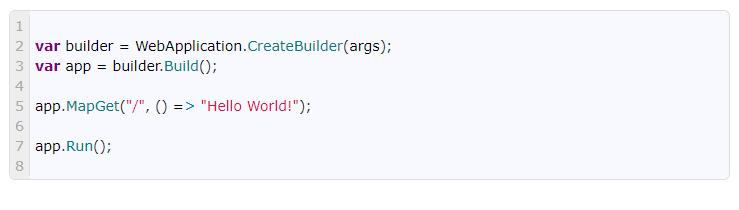 1
2 var builder = WebApplication.CreateBuilder(args);
3 var app = builder.Build();
4
5 app.MapGet("/", () => "Hello World!");
6
7 app.Run();
8